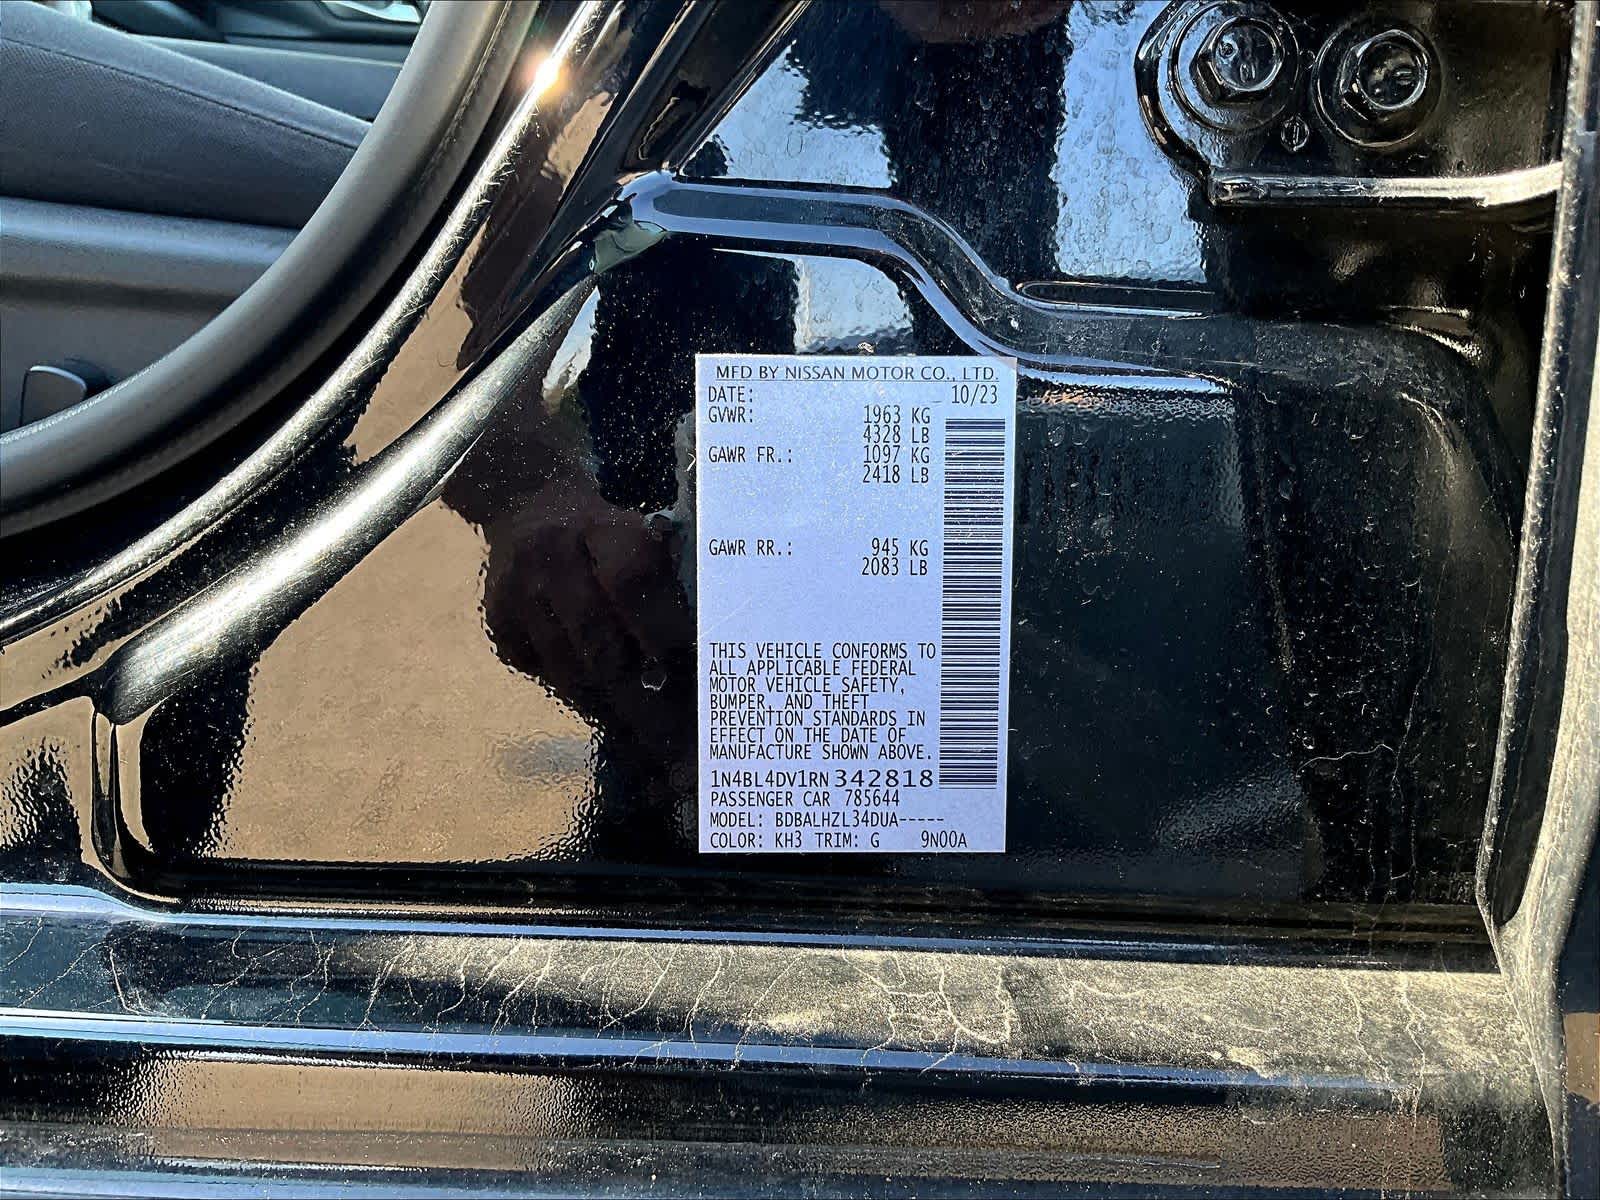 MFD BY NISSAN MOTOR CO., LTD.
DATE: 10/23
GVWR: 1963 KG
4328 LB
GAWR FR.: 1097 KG
2418 LB
GAWR RR.: 945 KG
2083 LB
THIS VEHICLE CONFORMS TO
ALL APPLICABLE FEDERAL
MOTOR VEHICLE SAFETY,
BUMPER, AND THEFT
PREVENTION STANDARDS IN
EFFECT ON THE DATE OF
MANUFACTURE SHOWN ABOVE.
1N4BL4DV1RN342818
PASSENGER CAR 785644
MODEL: BDBALHZL34DUA-----
COLOR: KH3 TRIM: G 9N00A